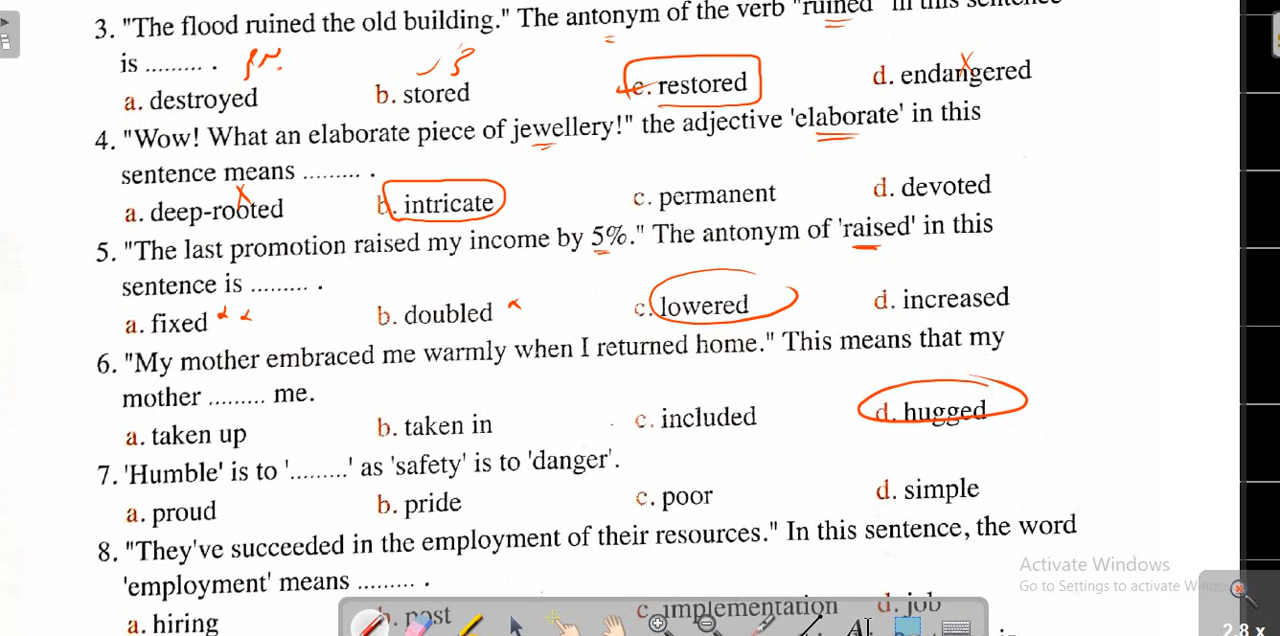 3. "The flood ruined the old building." The antonym of the verb "ruined" in this sentence
is ......... .
a. destroyed b. stored c. restored d. endangered
4. "Wow! What an elaborate piece of jewellery!" the adjective 'elaborate' in this
sentence means ......... .
a. deep-rooted b. intricate c. permanent d. devoted
5. "The last promotion raised my income by 5%." The antonym of 'raised' in this
sentence is ......... .
a. fixed b. doubled c. lowered d. increased
6. "My mother embraced me warmly when I returned home." This means that my
mother ......... me.
a. taken up b. taken in c. included d. hugged
7. 'Humble' is to '.........' as 'safety' is to 'danger'.
a. proud b. pride c. poor d. simple
8. "They've succeeded in the employment of their resources." In this sentence, the word
'employment' means ......... .
a. hiring b. post c. implementation d. job
Activate Windows
Go to Settings to activate Windows
2.8 x